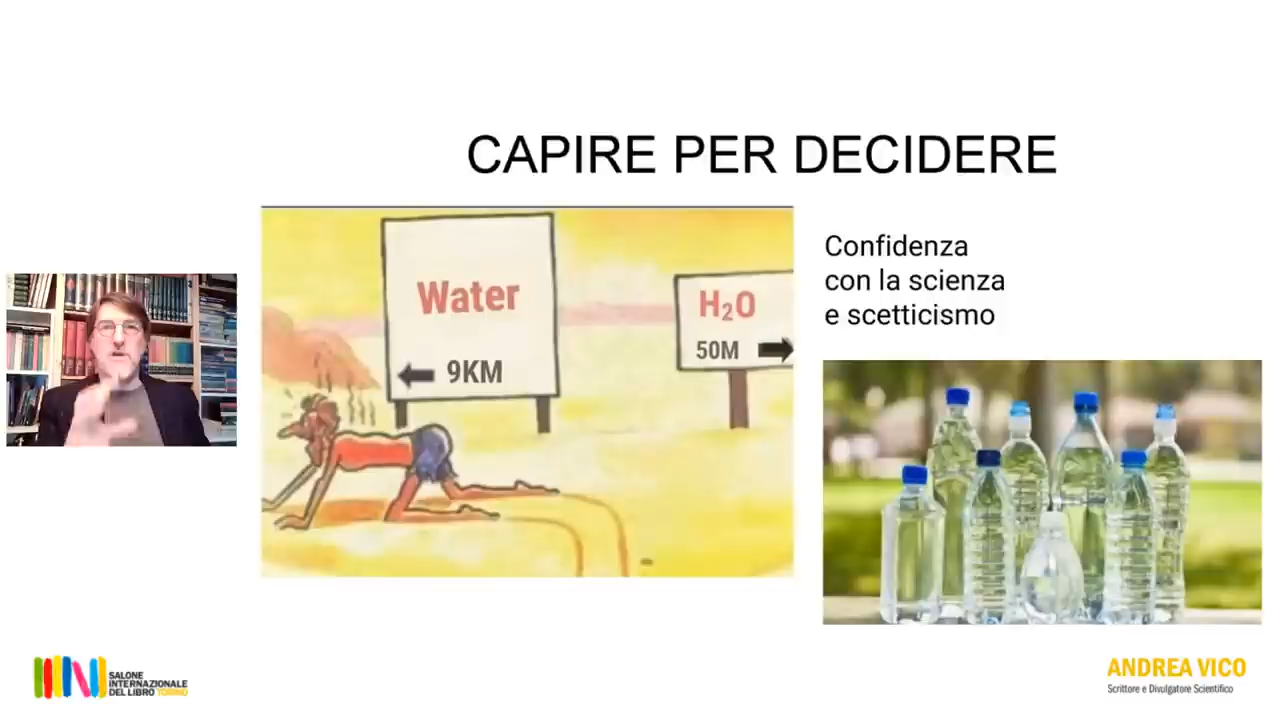 CAPIRE PER DECIDERE
Water
9KM
H₂O
50M
Confidenza
con la scienza
e scetticismo
SALONE
INTERNAZIONALE
DEL LIBRO TORINO
ANDREA VICO
Scrittore e Divulgatore Scientifico